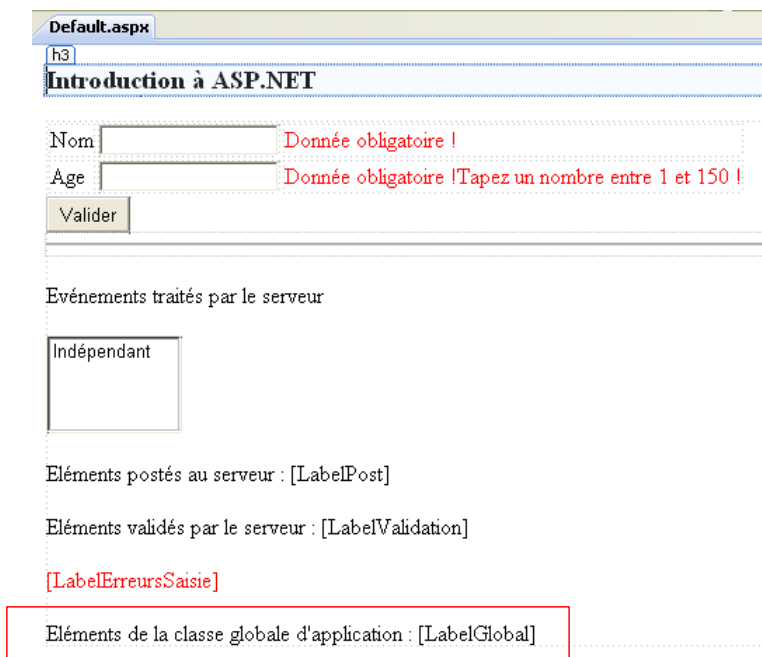 Default.aspx
h3
Introduction à ASP.NET
Nom Donnée obligatoire !
Age Donnée obligatoire !Tapez un nombre entre 1 et 150 !
Valider
Evénements traités par le serveur
Indépendant
Eléments postés au serveur : [LabelPost]
Eléments validés par le serveur : [LabelValidation]
[LabelErreursSaisie]
Eléments de la classe globale d'application : [LabelGlobal]